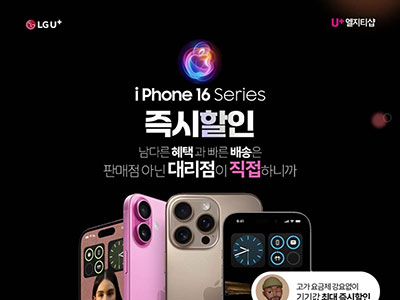 LG U+
U+ 엘지티샵
i Phone 16 Series
즉시할인
남다른 혜택과 빠른 배송은
판매점 아닌 대리점이 직접하니까
고가 요금제 강요없이
기기값 최대 즉시할인